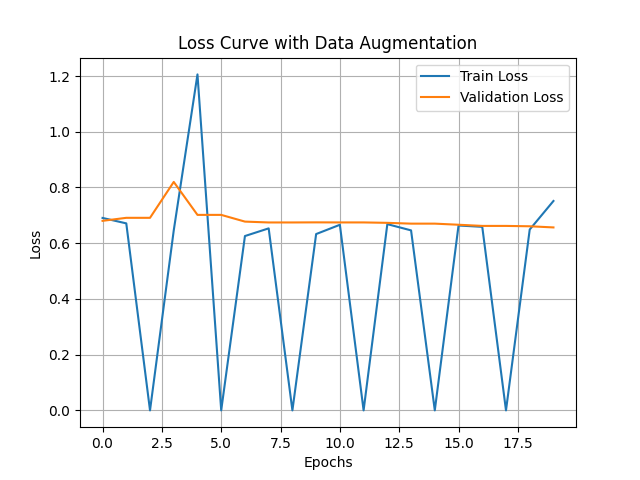 Loss Curve with Data Augmentation
Train Loss
Validation Loss
1.2
1.0
0.8
0.6
0.4
0.2
0.0
Loss
0.0 2.5 5.0 7.5 10.0 12.5 15.0 17.5
Epochs